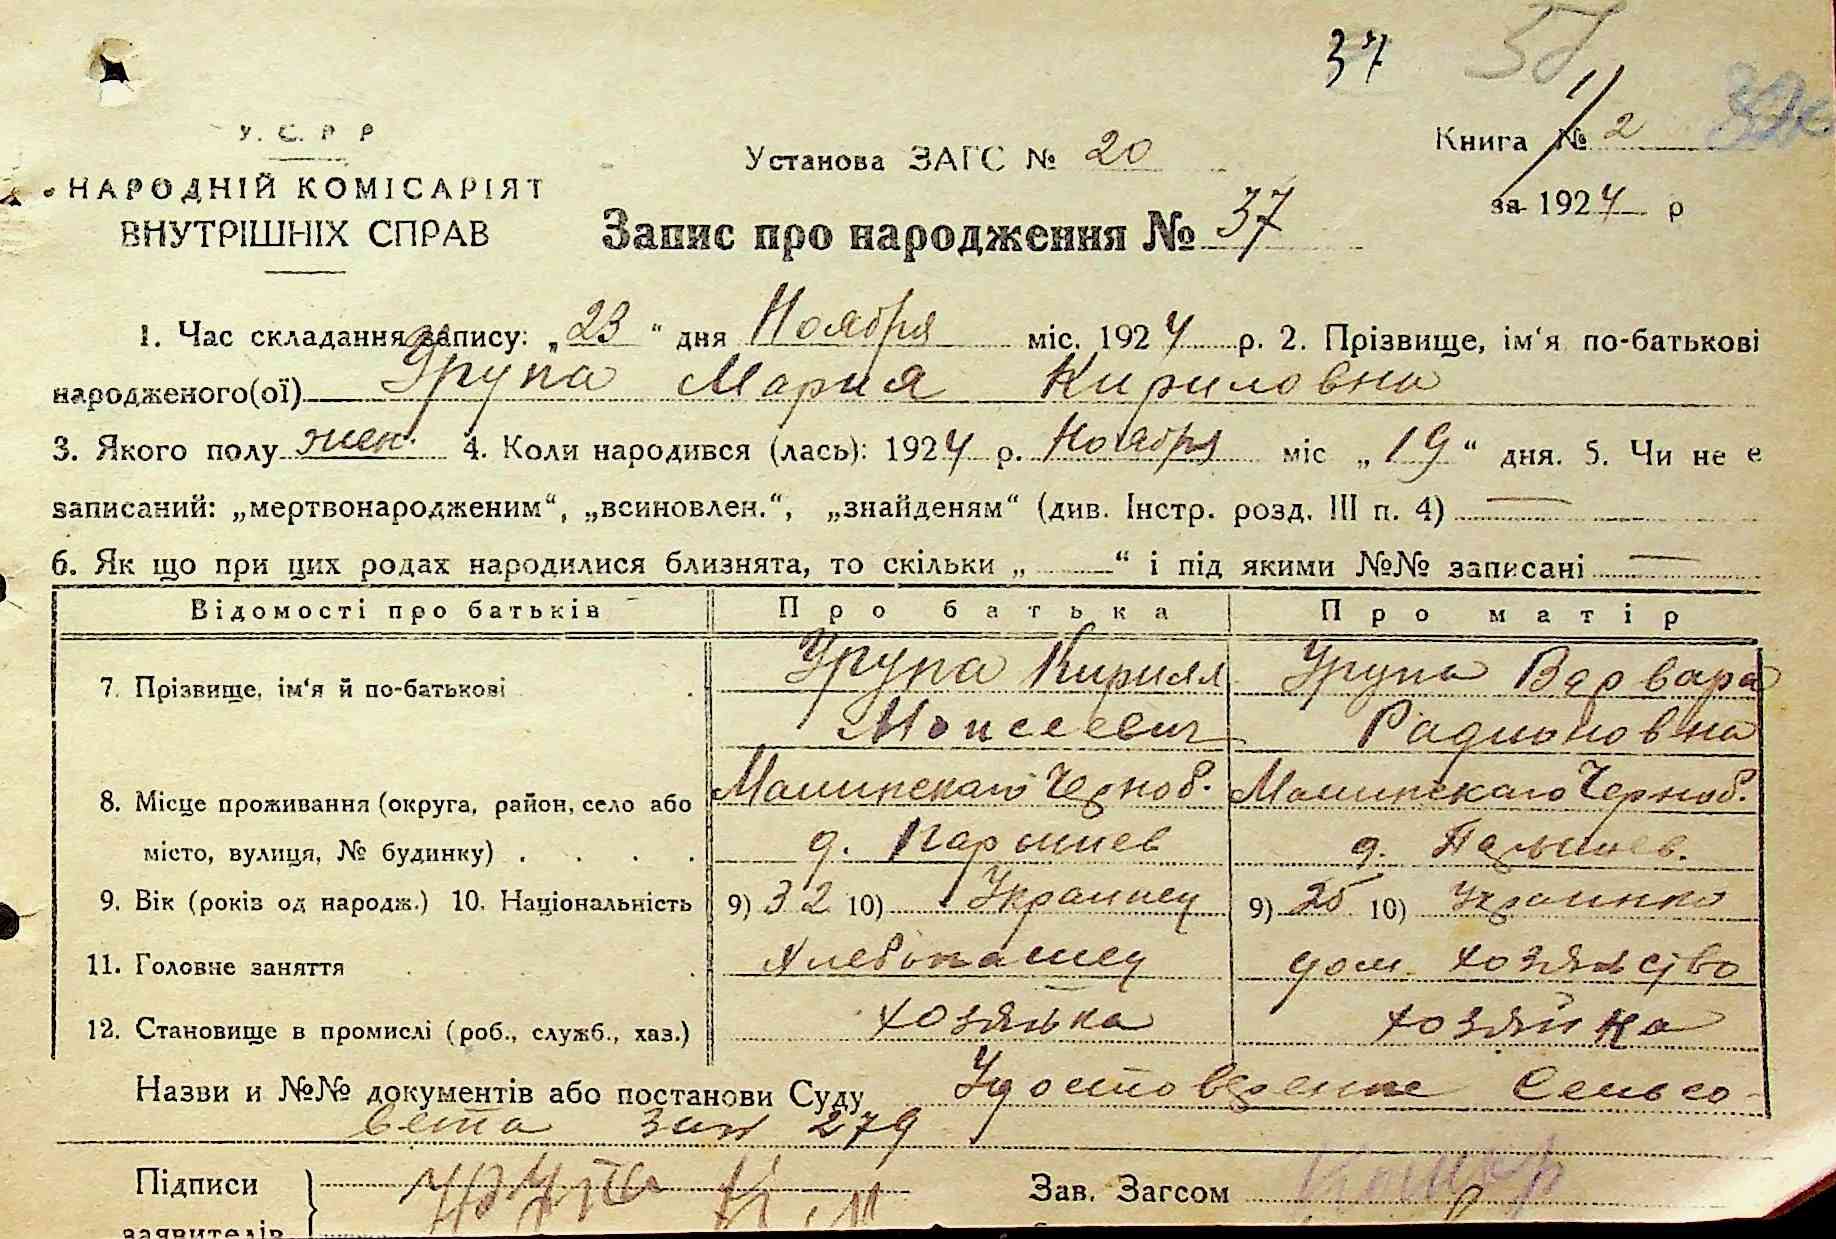 37
У. С. Р Р
НАРОДНІЙ КОМІСАРІЯТ
ВНУТРІШНІХ СПРАВ
Установа ЗАГС № 20
Книга № 1/2
за 1924 р
Запис про народження № 37
1. Час складання запису: „23“ дня Ноября міс. 1924 р. 2. Прізвище, ім‘я по-батькові
народженого(ої) Урупа Мария Кириловна
3. Якого полу жен. 4. Коли народився (лась): 1924 р. Ноября міс „19“ дня. 5. Чи не е
записаний: „мертвонародженим“, „всиновлен.“, „знайденям“ (див. Інстр. розд. III п. 4) —
6. Як що при цих родах народилися близнята, то скільки „ “ і під якими №№ записані —
Відомості про батьків Про батька Про матір
7. Прізвище, ім‘я й по-батькові Урупа Кирилл Урупа Варвара
Моисеевич Радионовна
8. Місце проживання (округа, район, село або Малинскаго Черноб. Малинскаго Черноб.
місто, вулиця, № будинку) . . . . д. Парышев д. Парышев.
9. Вік (років од народж.) 10. Національність 9) 32 10) Украинец 9) 25 10) Украинка
11. Головне заняття Хлебопашец дом. хозяйство
12. Становище в промислі (роб., служб., хаз.) хозяйка хозяйка
Назви и №№ документів або постанови Суду Удостоверение Сельсо-
вета за № 279
Підписи
Зав. Загсом
заявителів